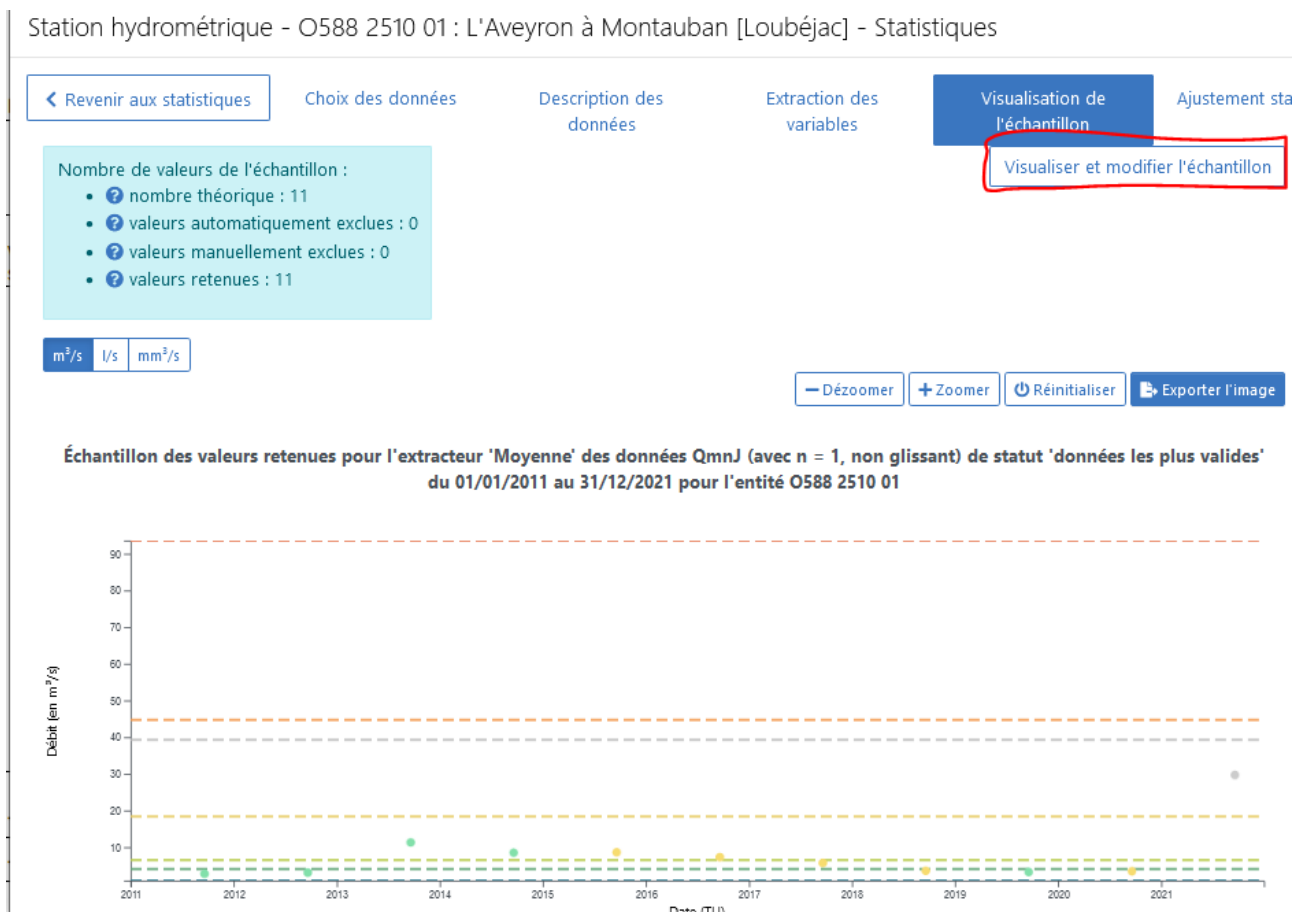 Station hydrométrique - O588 2510 01 : L'Aveyron à Montauban [Loubéjac] - Statistiques
Revenir aux statistiques
Choix des données
Description des
données
Extraction des
variables
Visualisation de
l'échantillon
Ajustement sta
Visualiser et modifier l'échantillon
Nombre de valeurs de l'échantillon :
• ? nombre théorique : 11
• ? valeurs automatiquement exclues : 0
• ? valeurs manuellement exclues : 0
• ? valeurs retenues : 11
m³/s l/s mm³/s
Dézoomer Zoomer Réinitialiser Exporter l'image
Échantillon des valeurs retenues pour l'extracteur 'Moyenne' des données QmnJ (avec n = 1, non glissant) de statut 'données les plus valides'
du 01/01/2011 au 31/12/2021 pour l'entité O588 2510 01
Débit (en m³/s)
90
80
70
60
50
40
30
20
10
2011 2012 2013 2014 2015 2016 2017 2018 2019 2020 2021
Date (TU)